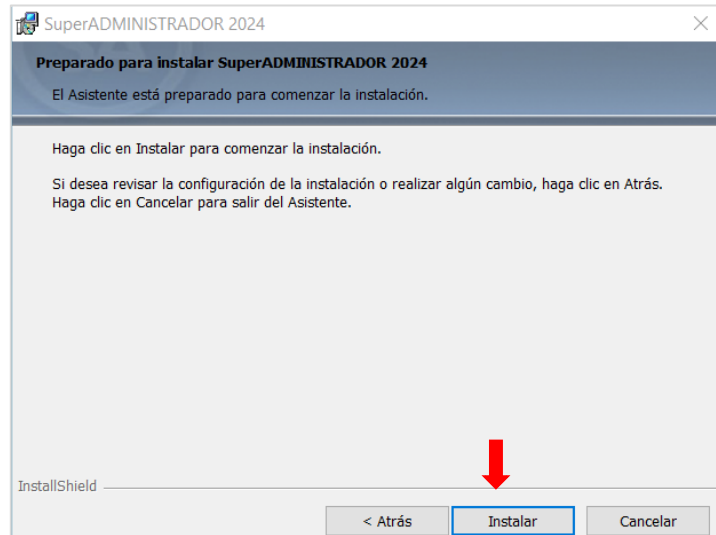 SuperADMINISTRADOR 2024
Preparado para instalar SuperADMINISTRADOR 2024
El Asistente está preparado para comenzar la instalación.
Haga clic en Instalar para comenzar la instalación.
Si desea revisar la configuración de la instalación o realizar algún cambio, haga clic en Atrás.
Haga clic en Cancelar para salir del Asistente.
InstallShield
< Atrás
Instalar
Cancelar